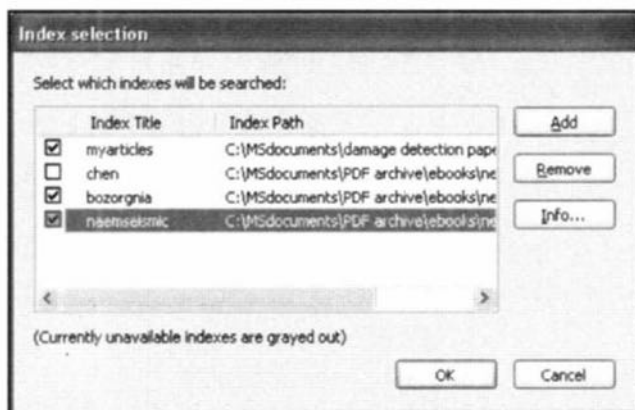 Index selection
Select which indexes will be searched:
Index Title Index Path
myarticles C:\MSdocuments\damage detection pape
chen C:\MSdocuments\PDF archive\ebooks\ne
bozorgnia C:\MSdocuments\PDF archive\ebooks\ne
naemseismic C:\MSdocuments\PDF archive\ebooks\ne
Add
Remove
Info...
(Currently unavailable indexes are grayed out)
OK Cancel